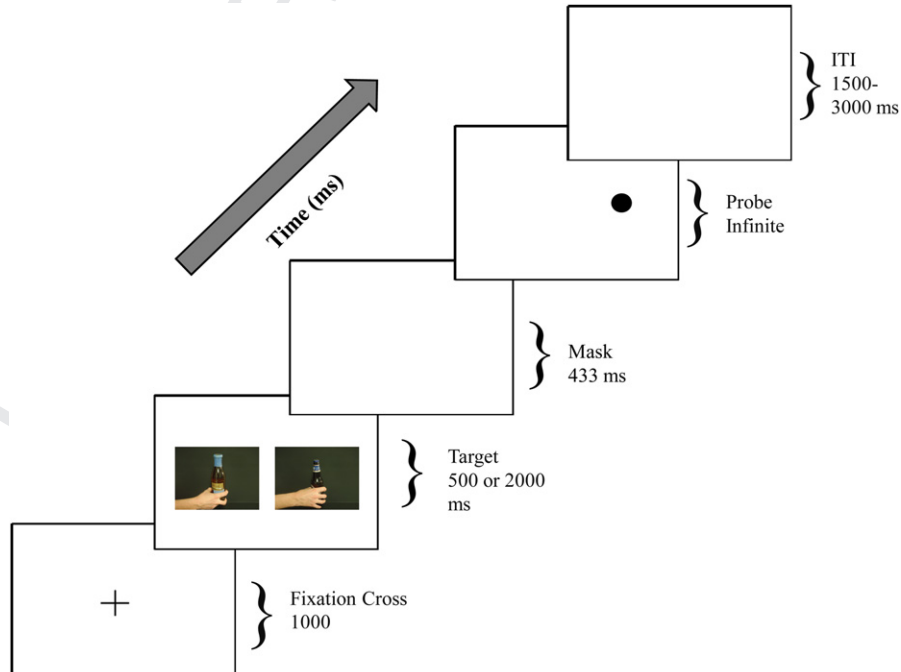 ITI
1500-
3000 ms
Probe
Infinite
Time (ms)
Mask
433 ms
Target
500 or 2000
ms
Fixation Cross
1000